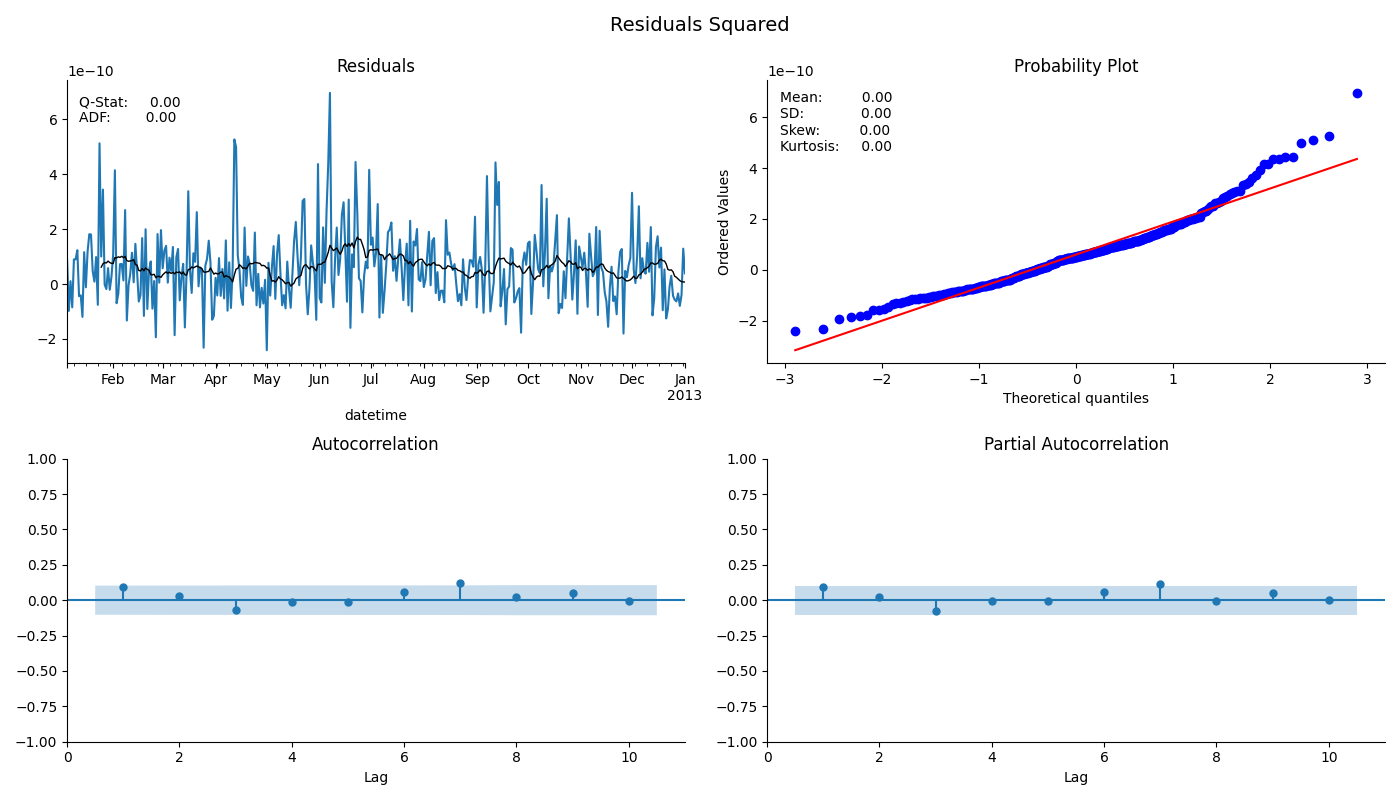 Residuals Squared
Residuals
1e−10
Q-Stat: 0.00
ADF: 0.00
6
4
2
0
−2
Feb Mar Apr May Jun Jul Aug Sep Oct Nov Dec Jan
2013
datetime
Probability Plot
1e−10
Mean: 0.00
SD: 0.00
Skew: 0.00
Kurtosis: 0.00
Ordered Values
6
4
2
0
−2
−3 −2 −1 0 1 2 3
Theoretical quantiles
Autocorrelation
1.00
0.75
0.50
0.25
0.00
−0.25
−0.50
−0.75
−1.00
0 2 4 6 8 10
Lag
Partial Autocorrelation
1.00
0.75
0.50
0.25
0.00
−0.25
−0.50
−0.75
−1.00
0 2 4 6 8 10
Lag